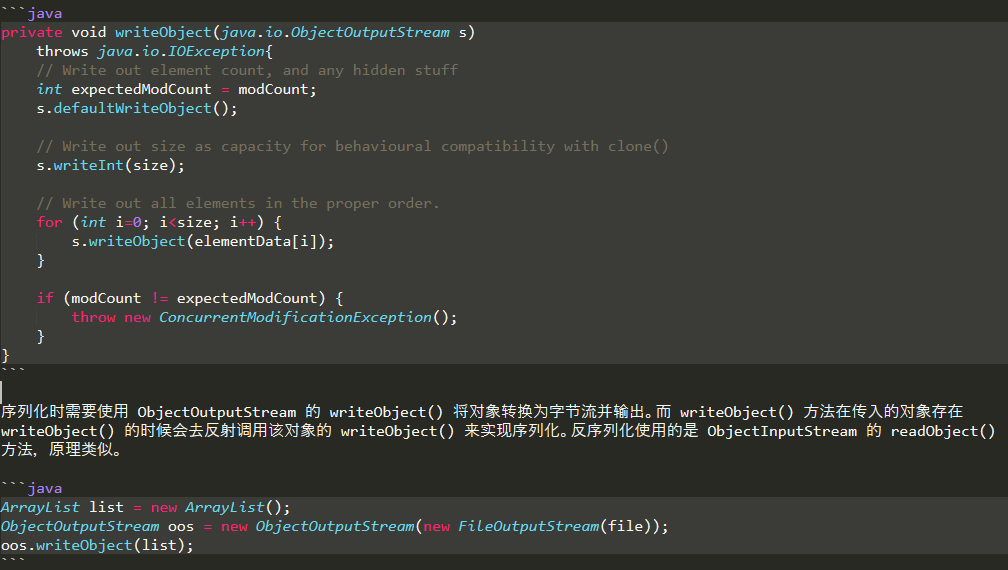 ```java
private void writeObject(java.io.ObjectOutputStream s)
    throws java.io.IOException{
    // Write out element count, and any hidden stuff
    int expectedModCount = modCount;
    s.defaultWriteObject();

    // Write out size as capacity for behavioural compatibility with clone()
    s.writeInt(size);

    // Write out all elements in the proper order.
    for (int i=0; i<size; i++) {
        s.writeObject(elementData[i]);
    }

    if (modCount != expectedModCount) {
        throw new ConcurrentModificationException();
    }
}
```

序列化时需要使用 ObjectOutputStream 的 writeObject() 将对象转换为字节流并输出。而 writeObject() 方法在传入的对象存在
writeObject() 的时候会去反射调用该对象的 writeObject() 来实现序列化。反序列化使用的是 ObjectInputStream 的 readObject()
方法，原理类似。

```java
ArrayList list = new ArrayList();
ObjectOutputStream oos = new ObjectOutputStream(new FileOutputStream(file));
oos.writeObject(list);
```